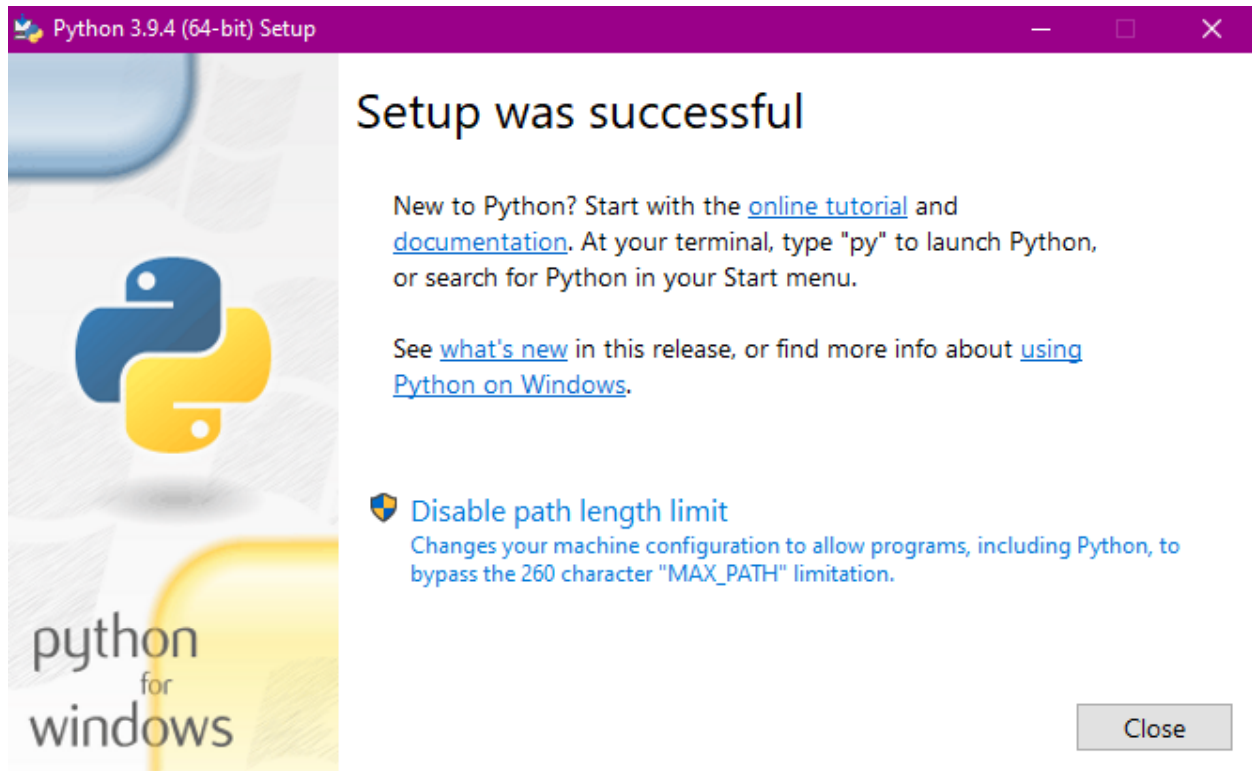 Python 3.9.4 (64-bit) Setup
Setup was successful
New to Python? Start with the online tutorial and
documentation. At your terminal, type "py" to launch Python,
or search for Python in your Start menu.
See what's new in this release, or find more info about using
Python on Windows.
Disable path length limit
Changes your machine configuration to allow programs, including Python, to
bypass the 260 character "MAX_PATH" limitation.
python
for
windows
Close